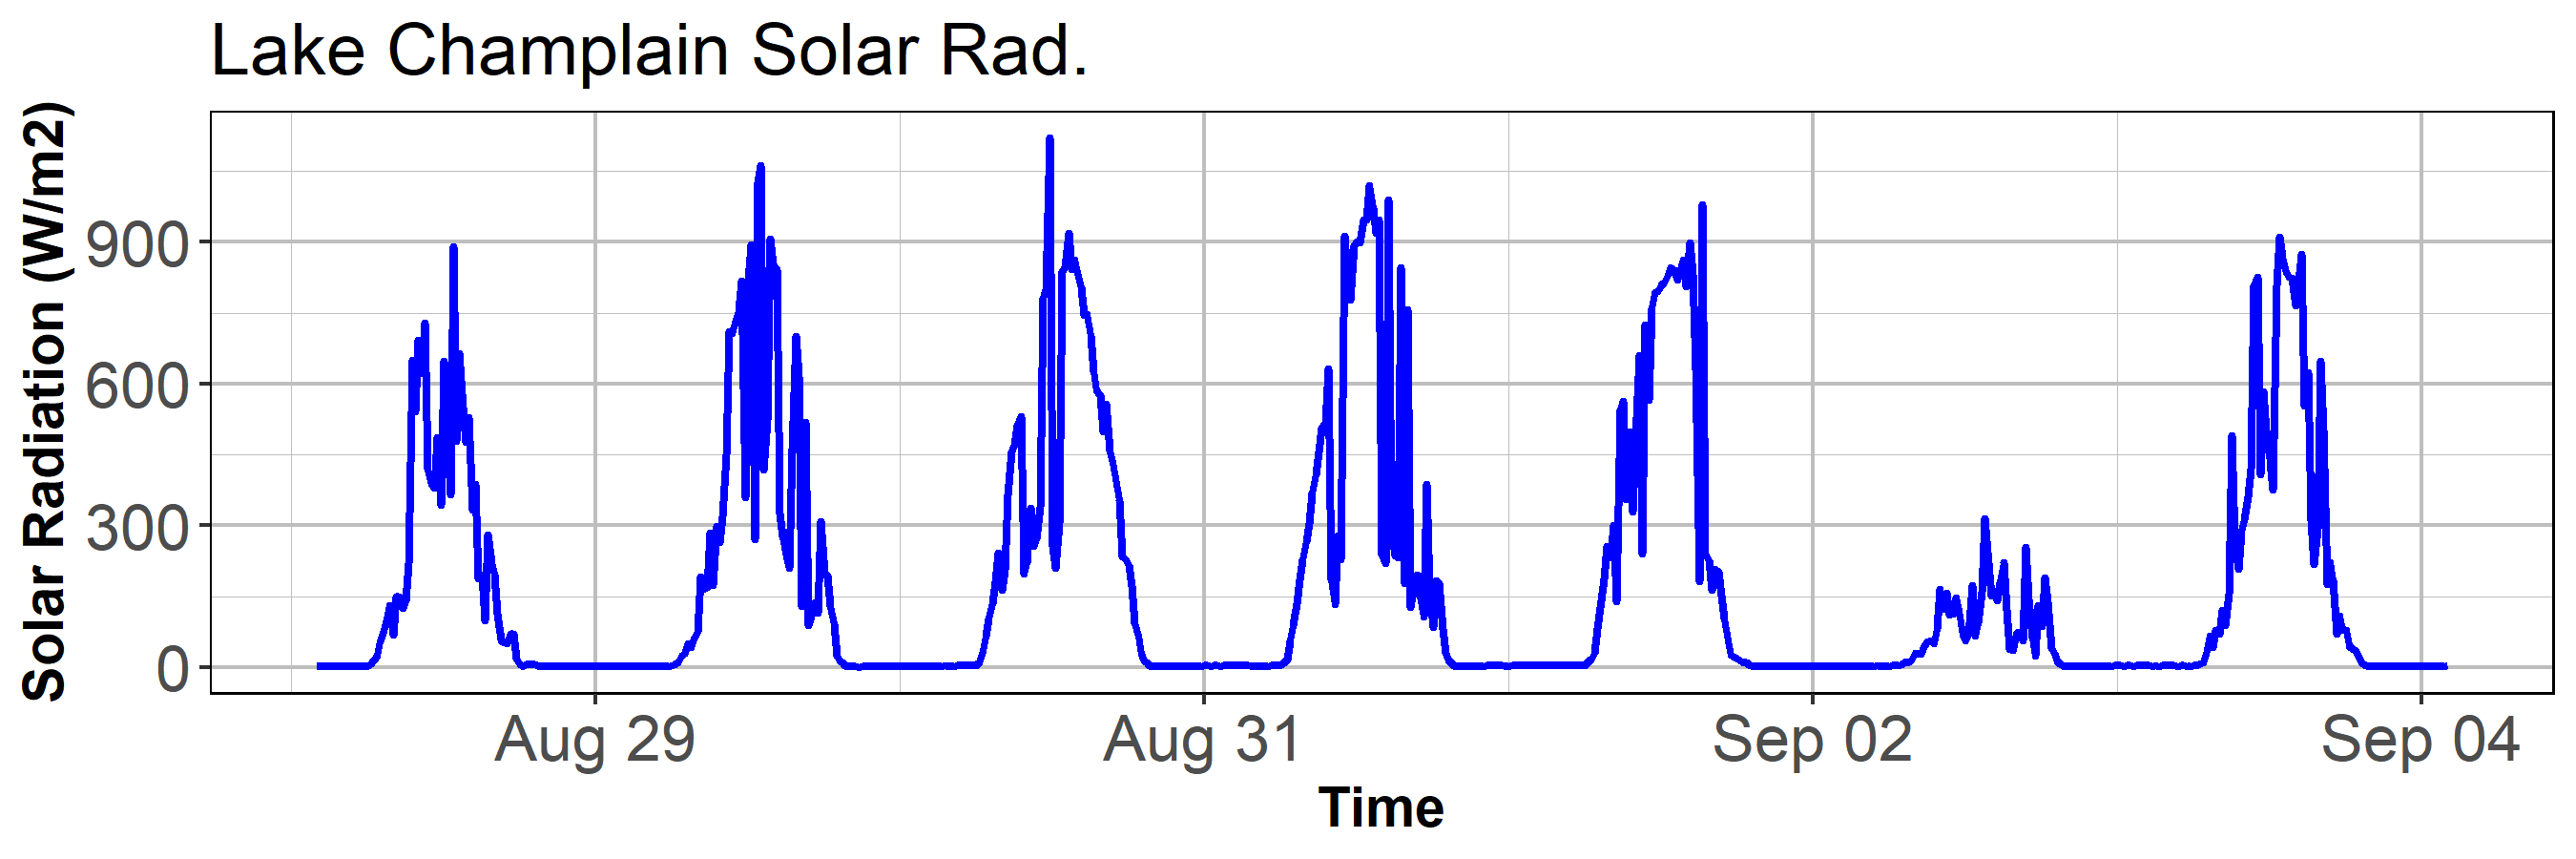 Lake Champlain Solar Rad.
Solar Radiation (W/m2)
900
600
300
0
Aug 29 Aug 31 Sep 02 Sep 04
Time